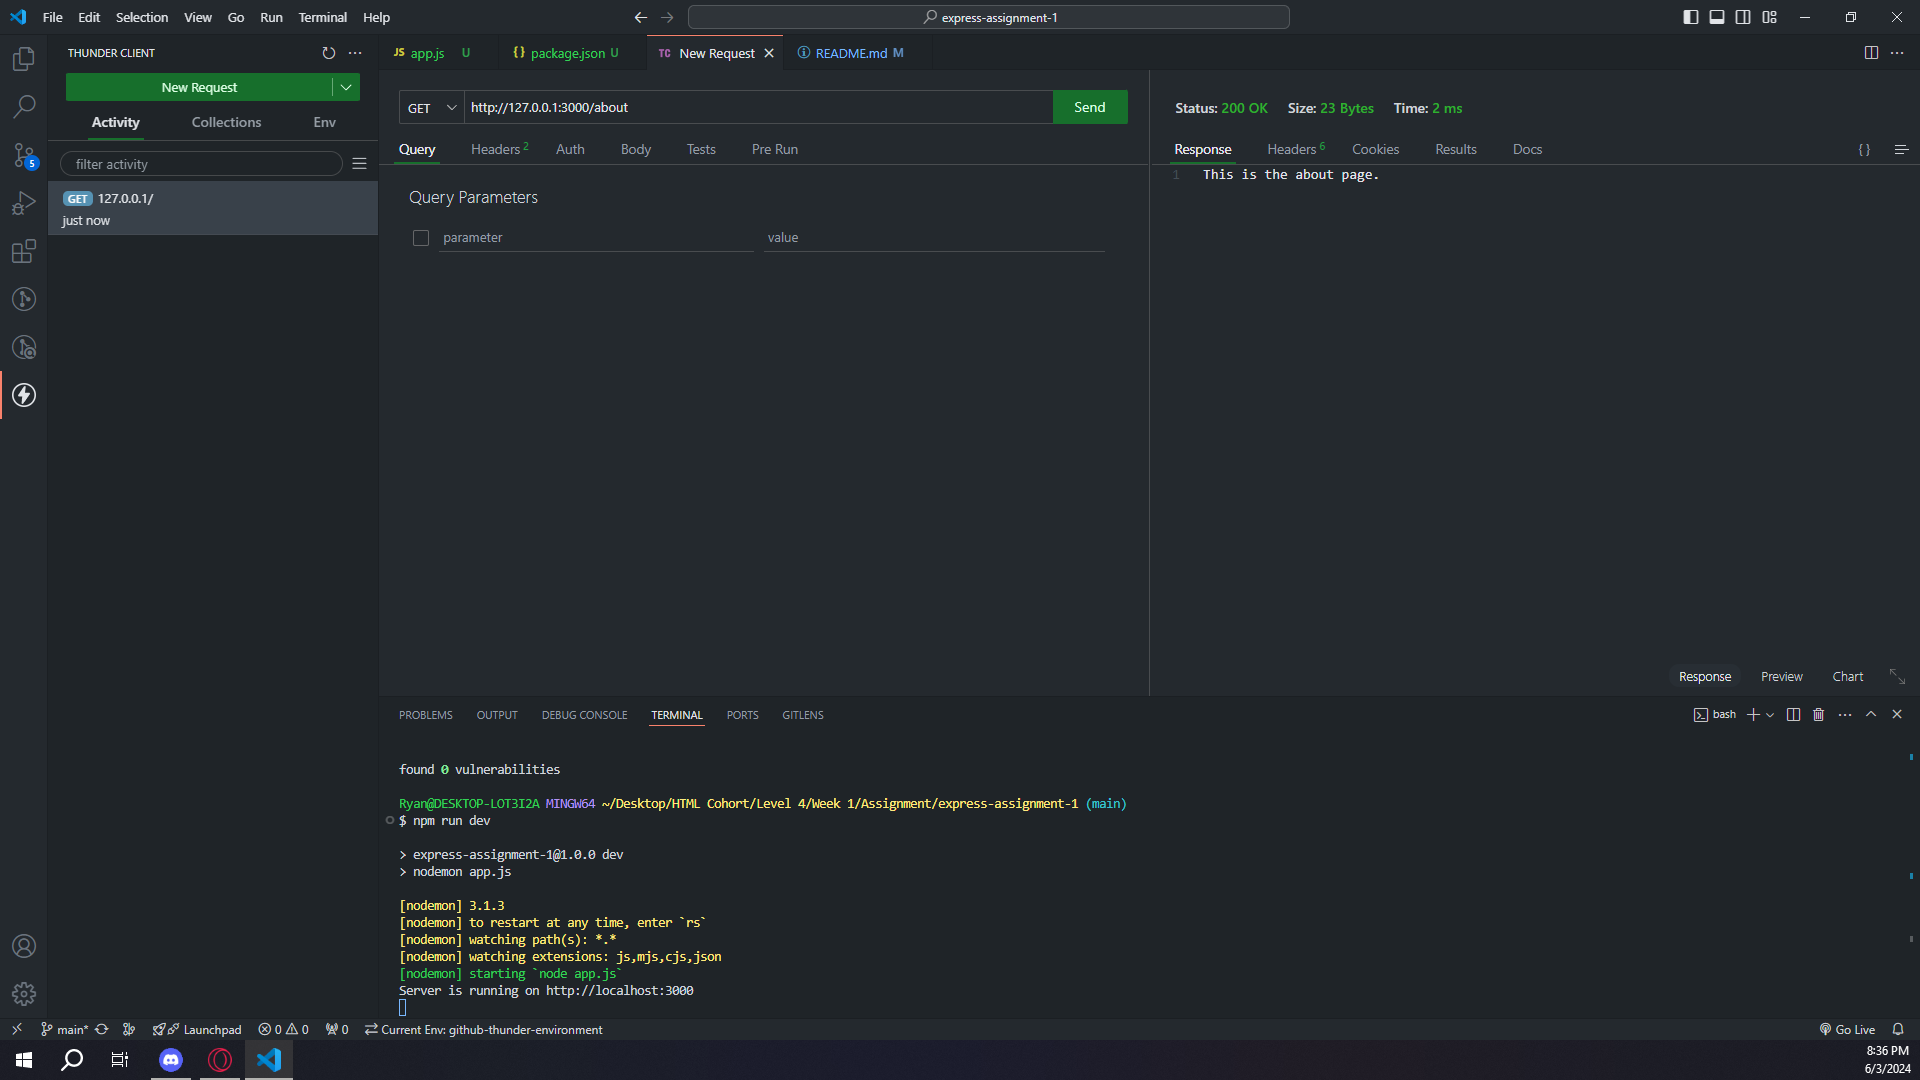 File Edit Selection View Go Run Terminal Help
express-assignment-1
THUNDER CLIENT
New Request
Activity Collections Env
filter activity
GET 127.0.0.1/
just now
JS app.js U
{} package.json U
TC New Request
README.md M
GET http://127.0.0.1:3000/about Send
Query Headers 2 Auth Body Tests Pre Run
Query Parameters
parameter value
Status: 200 OK Size: 23 Bytes Time: 2 ms
Response Headers 6 Cookies Results Docs {}
1 This is the about page.
Response Preview Chart
PROBLEMS OUTPUT DEBUG CONSOLE TERMINAL PORTS GITLENS
bash
found 0 vulnerabilities
Ryan@DESKTOP-LOT3I2A MINGW64 ~/Desktop/HTML Cohort/Level 4/Week 1/Assignment/express-assignment-1 (main)
$ npm run dev
> express-assignment-1@1.0.0 dev
> nodemon app.js
[nodemon] 3.1.3
[nodemon] to restart at any time, enter `rs`
[nodemon] watching path(s): *.*
[nodemon] watching extensions: js,mjs,cjs,json
[nodemon] starting `node app.js`
Server is running on http://localhost:3000
5
main* Launchpad 0 0 0 Current Env: github-thunder-environment
Go Live
8:36 PM
6/3/2024